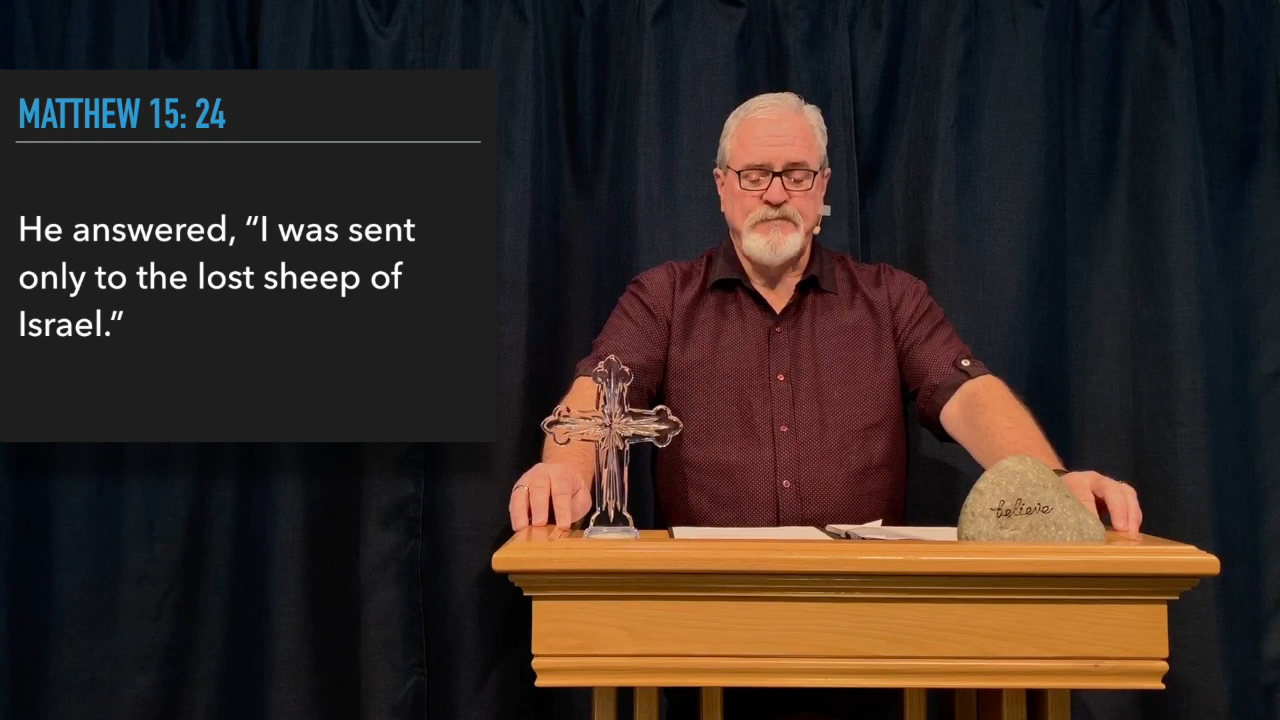 MATTHEW 15: 24
He answered, “I was sent
only to the lost sheep of
Israel.”
believe